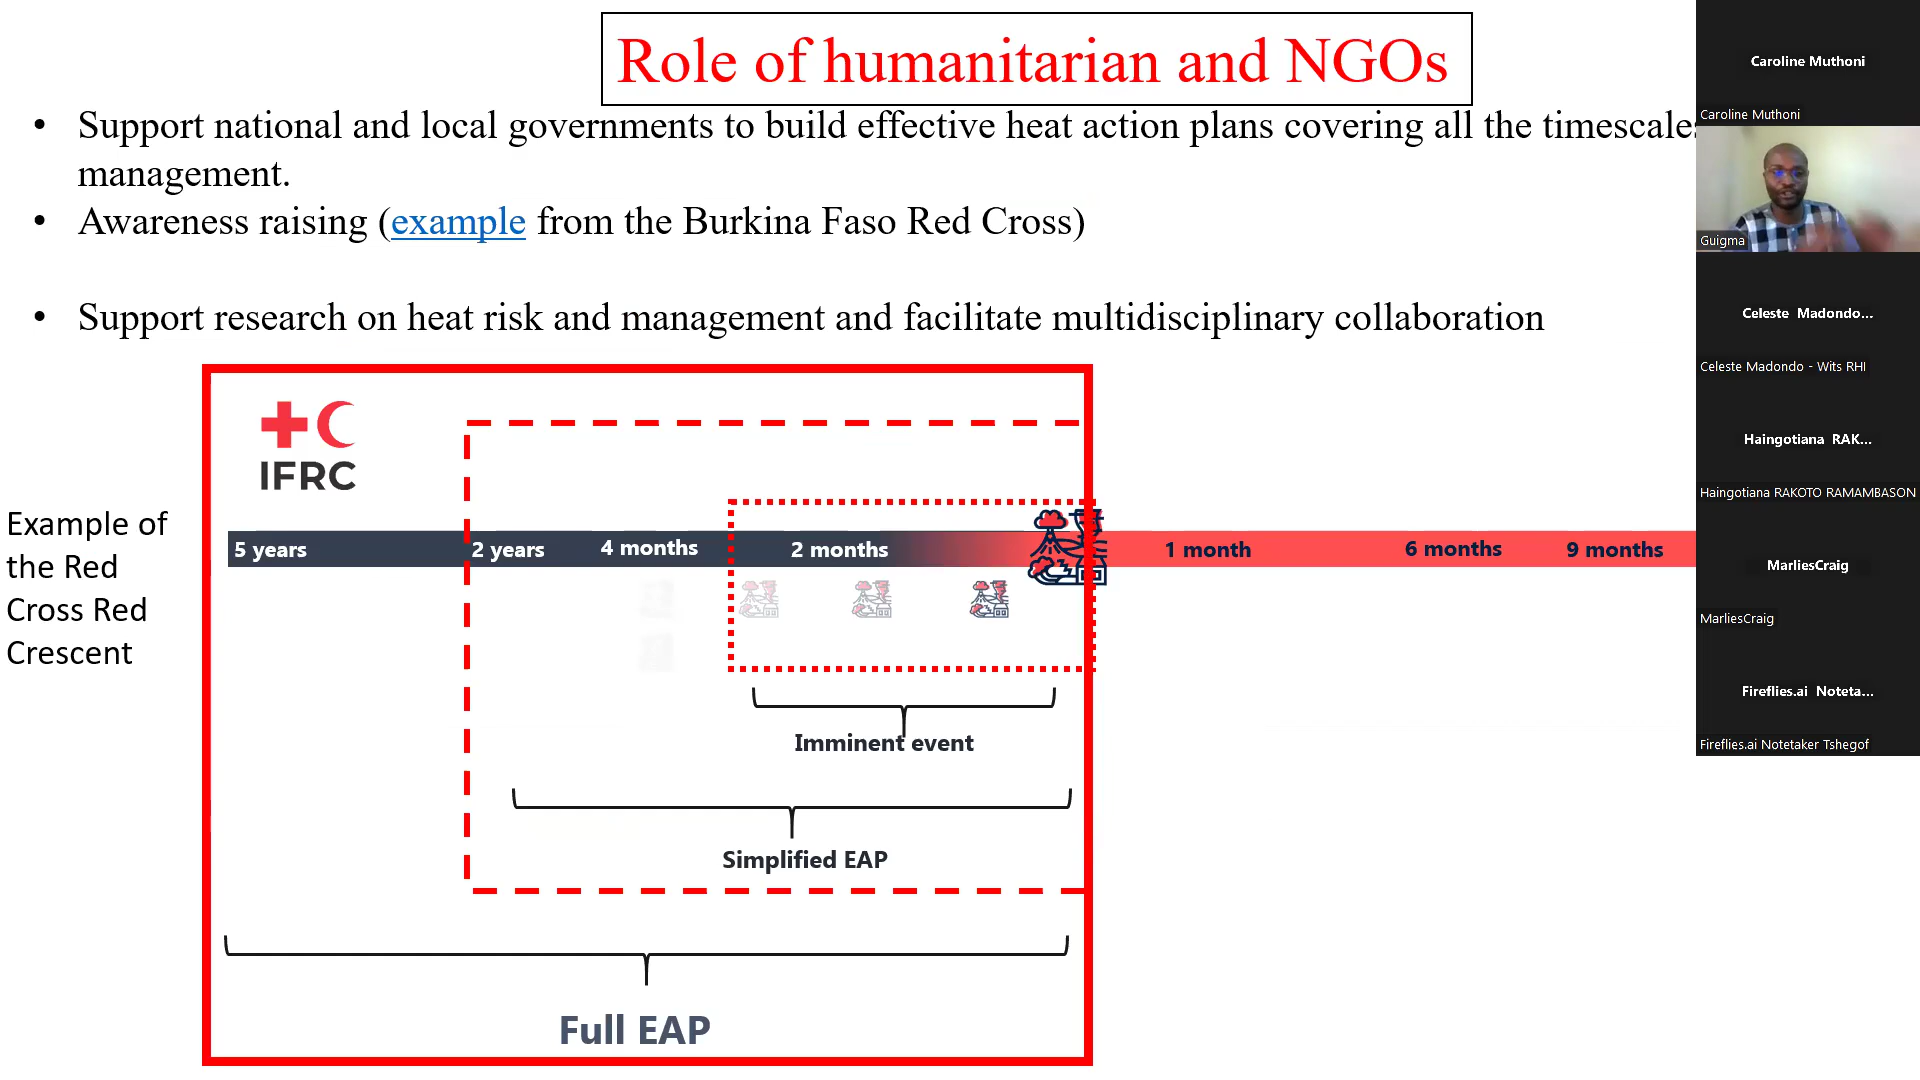 Role of humanitarian and NGOs
• Support national and local governments to build effective heat action plans covering all the timescales
management.
• Awareness raising (example from the Burkina Faso Red Cross)
• Support research on heat risk and management and facilitate multidisciplinary collaboration
IFRC
Example of
the Red
Cross Red
Crescent
5 years 2 years 4 months 2 months 1 month 6 months 9 months
Imminent event
Simplified EAP
Full EAP
Caroline Muthoni
Caroline Muthoni
Guigma
Celeste Madondo...
Celeste Madondo - Wits RHI
Haingotiana RAK...
Haingotiana RAKOTO RAMAMBASON
MarliesCraig
MarliesCraig
Fireflies.ai Noteta...
Fireflies.ai Notetaker Tshegof